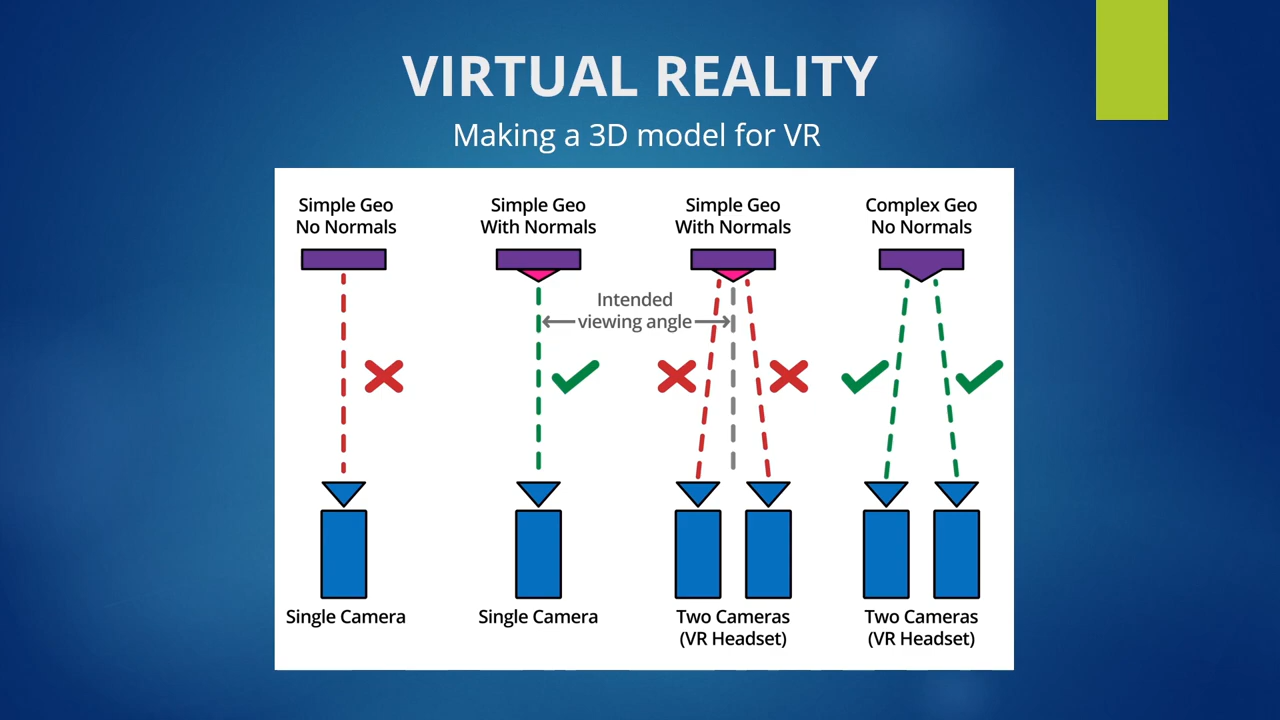 VIRTUAL REALITY
Making a 3D model for VR
Simple Geo
No Normals
Simple Geo
With Normals
Simple Geo
With Normals
Complex Geo
No Normals
Intended
viewing angle
Single Camera
Single Camera
Two Cameras
(VR Headset)
Two Cameras
(VR Headset)